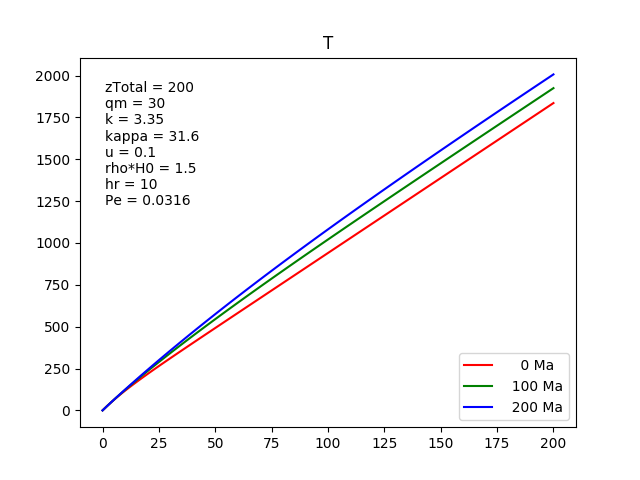 T
2000
1750
1500
1250
1000
750
500
250
0
zTotal = 200
qm = 30
k = 3.35
kappa = 31.6
u = 0.1
rho*H0 = 1.5
hr = 10
Pe = 0.0316
0 Ma
100 Ma
200 Ma
0 25 50 75 100 125 150 175 200